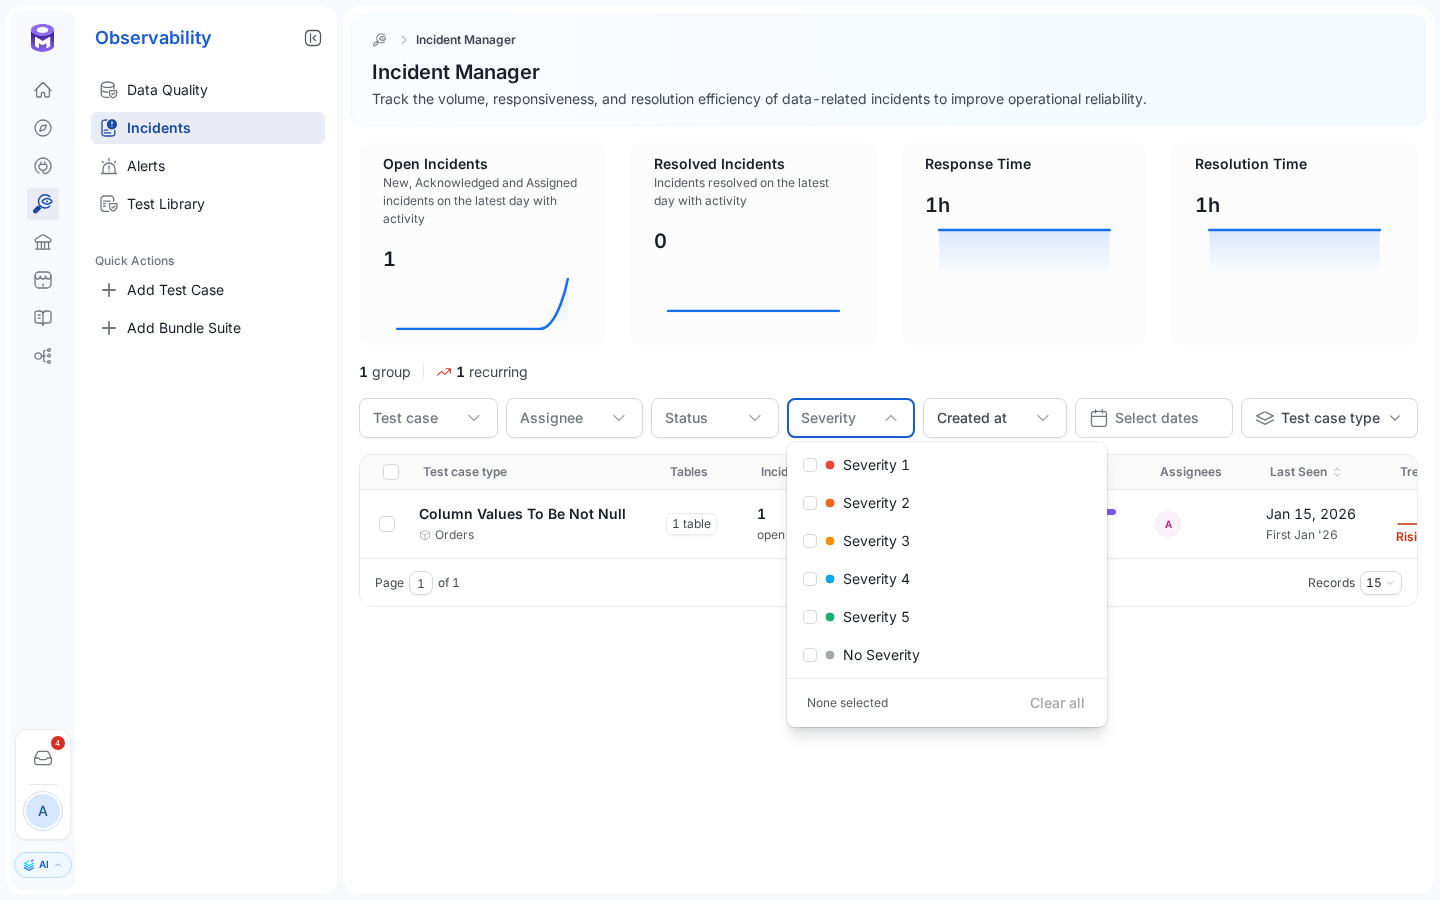 Observability
Data Quality
Incidents
Alerts
Test Library
Quick Actions
Add Test Case
Add Bundle Suite
4
A
AI
Incident Manager
Incident Manager
Track the volume, responsiveness, and resolution efficiency of data-related incidents to improve operational reliability.
Open Incidents
New, Acknowledged and Assigned
incidents on the latest day with
activity
1
Resolved Incidents
Incidents resolved on the latest
day with activity
0
Response Time
1h
Resolution Time
1h
1 group
1 recurring
Test case
Assignee
Status
Severity
Created at
Select dates
Test case type
Test case type
Tables
Incid
Assignees
Last Seen
Tre
Column Values To Be Not Null
Orders
1 table
1
open
A
Jan 15, 2026
First Jan '26
Risi
Page 1 of 1
Records 15
Severity 1
Severity 2
Severity 3
Severity 4
Severity 5
No Severity
None selected
Clear all